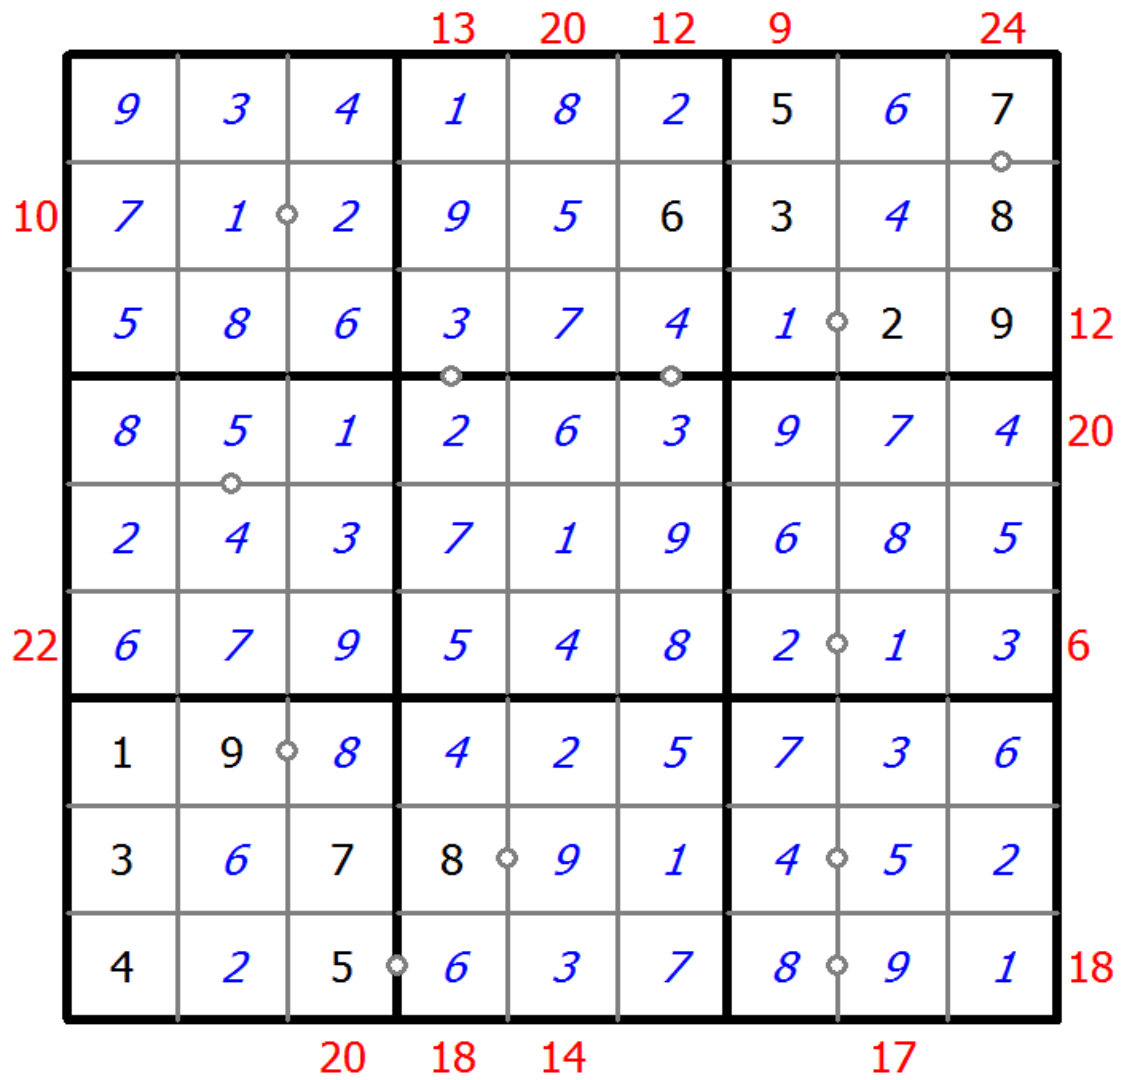 13 20 12 9 24
9 3 4 1 8 2 5 6 7
10 7 1 2 9 5 6 3 4 8
5 8 6 3 7 4 1 2 9 12
8 5 1 2 6 3 9 7 4 20
2 4 3 7 1 9 6 8 5
22 6 7 9 5 4 8 2 1 3 6
1 9 8 4 2 5 7 3 6
3 6 7 8 9 1 4 5 2
4 2 5 6 3 7 8 9 1 18
20 18 14 17